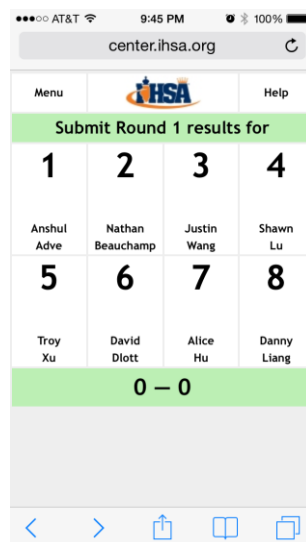 AT&T 9:45 PM 100%
center.ihsa.org
Menu IHSA Help
Submit Round 1 results for
1 2 3 4
Anshul Nathan Justin Shawn
Adve Beauchamp Wang Lu
5 6 7 8
Troy David Alice Danny
Xu Dlott Hu Liang
0 — 0